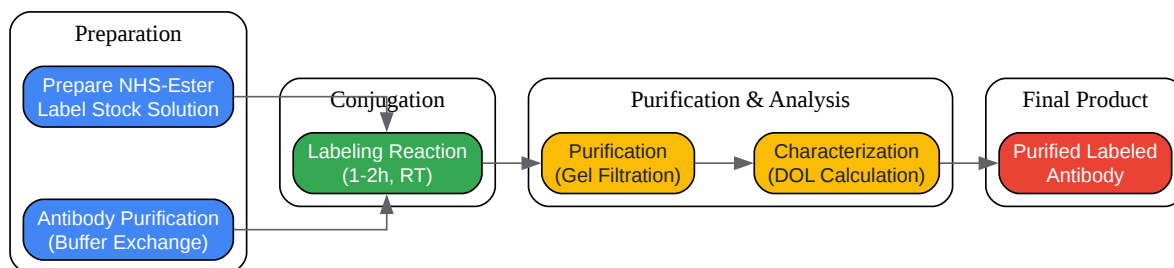 Preparation
Prepare NHS-Ester
Label Stock Solution
Antibody Purification
(Buffer Exchange)
Conjugation
Labeling Reaction
(1-2h, RT)
Purification & Analysis
Purification
(Gel Filtration)
Characterization
(DOL Calculation)
Final Product
Purified Labeled
Antibody